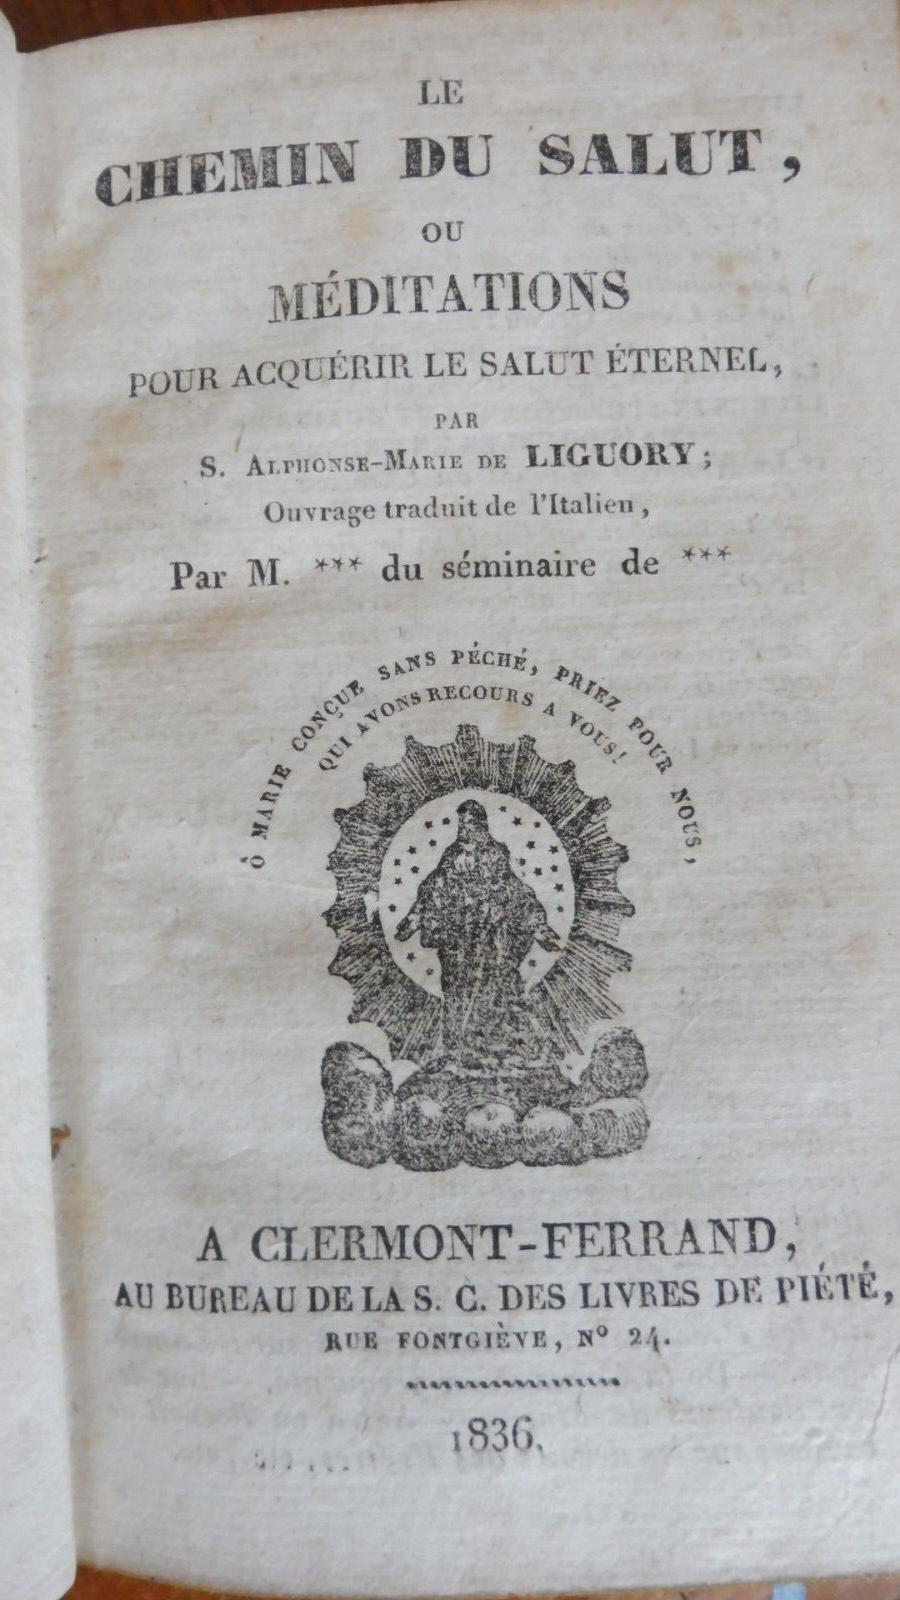 LE
CHEMIN DU SALUT,
OU
MÉDITATIONS
POUR ACQUÉRIR LE SALUT ÉTERNEL,
PAR
S. ALPHONSE-MARIE DE LIGUORY;
Ouvrage traduit de l'Italien,
Par M. *** du séminaire de ***
Ô MARIE CONÇUE SANS PÉCHÉ, PRIEZ POUR NOUS,
QUI AVONS RECOURS A VOUS!
A CLERMONT-FERRAND,
AU BUREAU DE LA S. C. DES LIVRES DE PIÉTÉ,
RUE FONTGIÈVE, Nº 24.
1836.